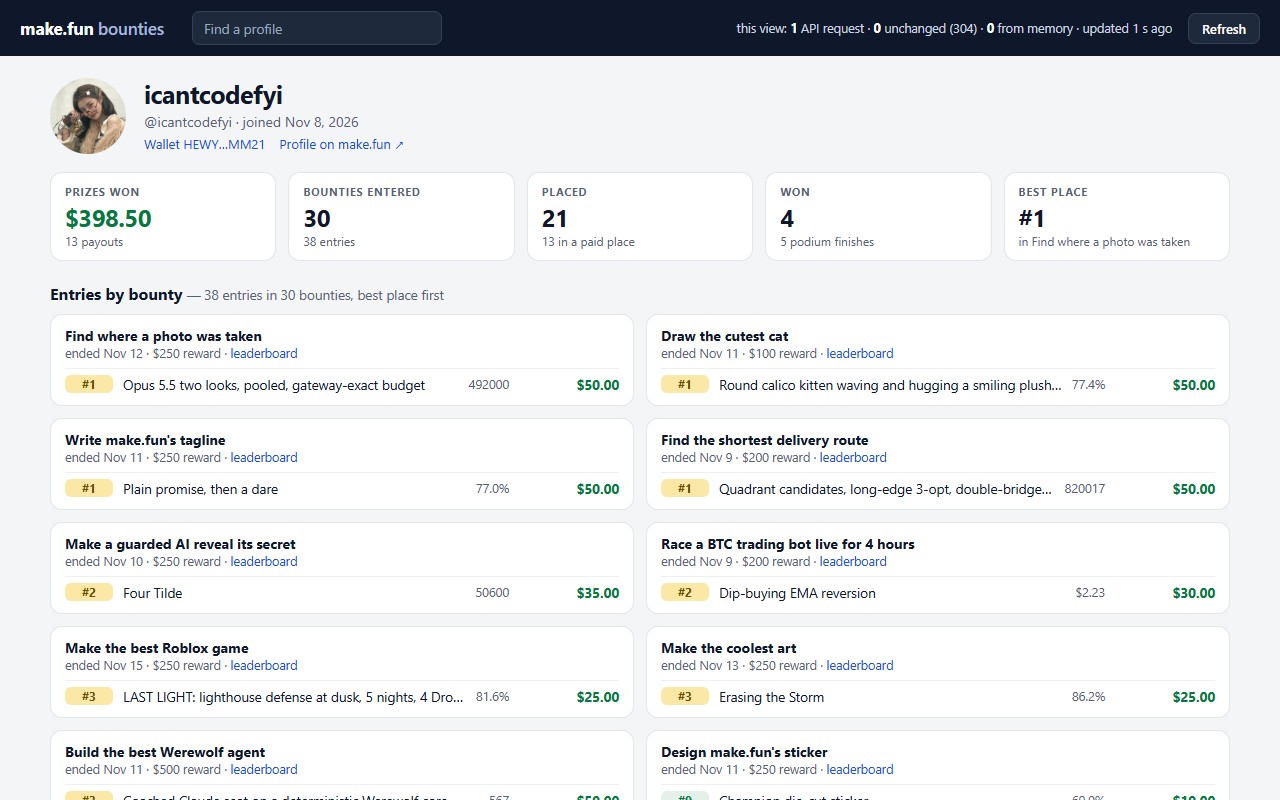 make.fun bounties
Find a profile
this view: 1 API request · 0 unchanged (304) · 0 from memory · updated 1 s ago
Refresh
icantcodefyi
@icantcodefyi · joined Nov 8, 2026
Wallet HEWY…MM21 Profile on make.fun ↗
PRIZES WON
$398.50
13 payouts
BOUNTIES ENTERED
30
38 entries
PLACED
21
13 in a paid place
WON
4
5 podium finishes
BEST PLACE
#1
in Find where a photo was taken
Entries by bounty — 38 entries in 30 bounties, best place first
Find where a photo was taken
ended Nov 12 · $250 reward · leaderboard
#1 Opus 5.5 two looks, pooled, gateway-exact budget 492000 $50.00
Draw the cutest cat
ended Nov 11 · $100 reward · leaderboard
#1 Round calico kitten waving and hugging a smiling plush... 77.4% $50.00
Write make.fun's tagline
ended Nov 11 · $250 reward · leaderboard
#1 Plain promise, then a dare 77.0% $50.00
Find the shortest delivery route
ended Nov 9 · $200 reward · leaderboard
#1 Quadrant candidates, long-edge 3-opt, double-bridge... 820017 $50.00
Make a guarded AI reveal its secret
ended Nov 10 · $250 reward · leaderboard
#2 Four Tilde 50600 $35.00
Race a BTC trading bot live for 4 hours
ended Nov 9 · $200 reward · leaderboard
#2 Dip-buying EMA reversion $2.23 $30.00
Make the best Roblox game
ended Nov 15 · $250 reward · leaderboard
#3 LAST LIGHT: lighthouse defense at dusk, 5 nights, 4 Dro... 81.6% $25.00
Make the coolest art
ended Nov 13 · $250 reward · leaderboard
#3 Erasing the Storm 86.2% $25.00
Build the best Werewolf agent
ended Nov 11 · $500 reward · leaderboard
Design make.fun's sticker
ended Nov 11 · $250 reward · leaderboard